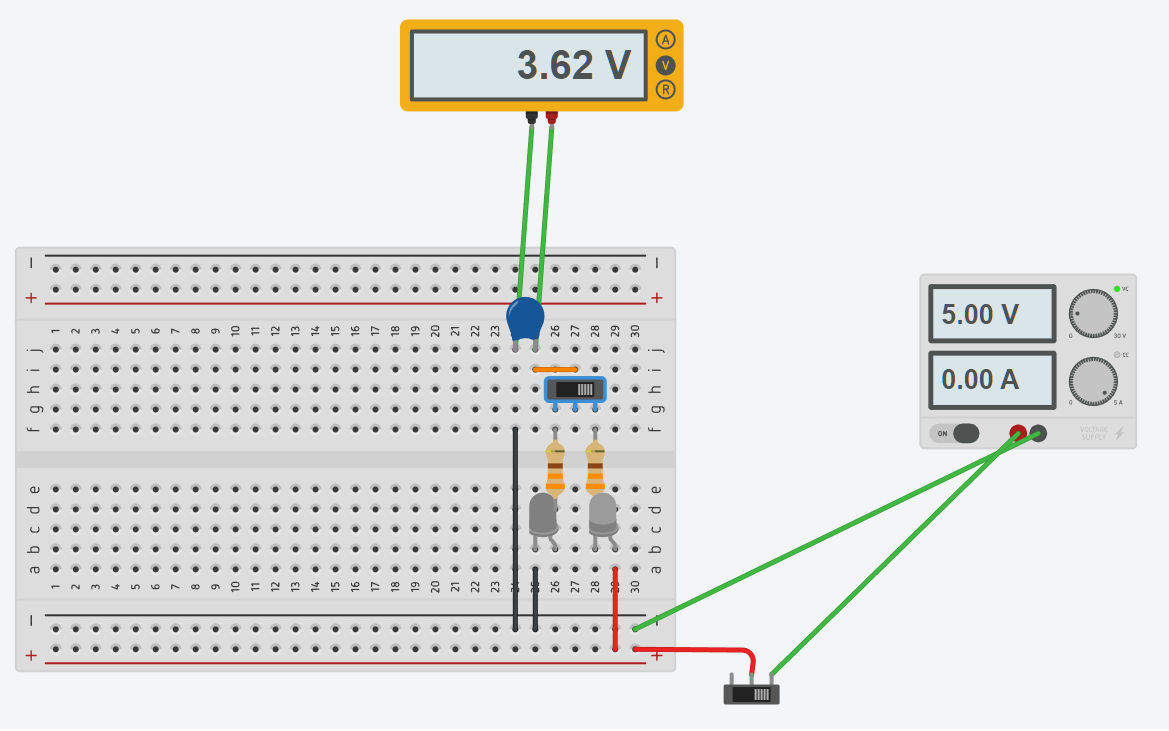 3.62 V
A
V
R
− −
+ +
1 2 3 4 5 6 7 8 9 10 11 12 13 14 15 16 17 18 19 20 21 22 23 26 27 28 29 30
j j
i i
h h
g g
f f
e e
d d
c c
b b
a a
1 2 3 4 5 6 7 8 9 10 11 12 13 14 15 16 17 18 19 20 21 22 23 24 25 26 27 28 29 30
− −
+ +
5.00 V
VC
0 30 V
0.00 A
CC
0 5 A
ON
VOLTAGE
SUPPLY